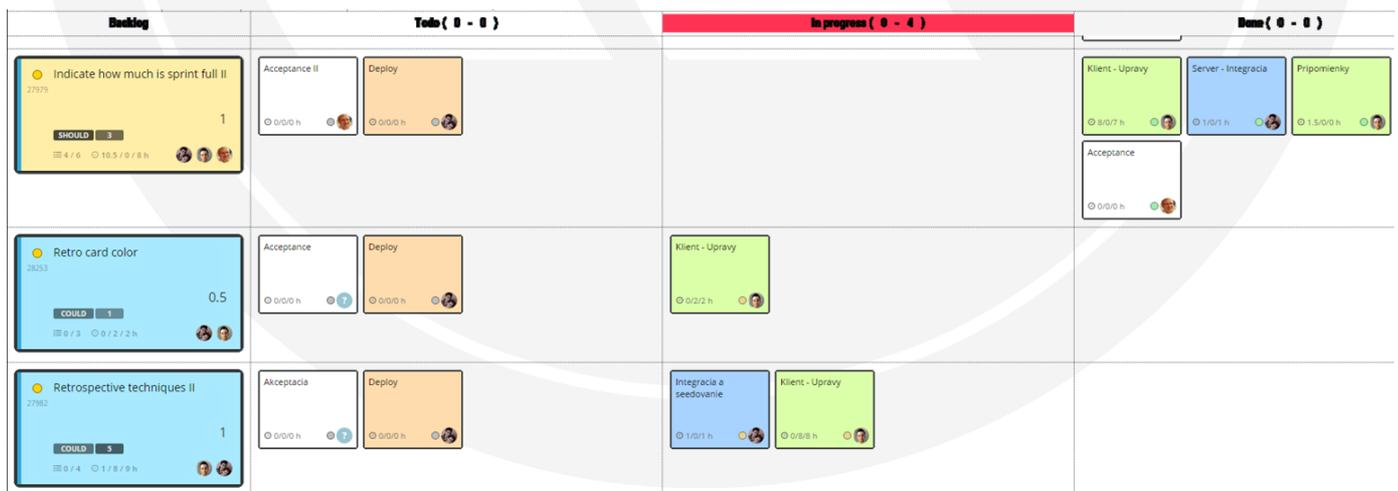 Backlog
Todo ( 0 - 0 )
In progress ( 0 - 4 )
Done ( 0 - 0 )
Indicate how much is sprint full II
27979
1
SHOULD 3
4 / 6 10.5 / 0 / 8 h
Acceptance II
0/0/0 h
Deploy
0/0/0 h
Klient - Upravy
8/0/7 h
Server - Integracia
1/0/1 h
Pripomienky
1.5/0/0 h
Acceptance
0/0/0 h
Retro card color
28253
0.5
COULD 1
0 / 3 0 / 2 / 2 h
Acceptance
0/0/0 h ?
Deploy
0/0/0 h
Klient - Upravy
0/2/2 h
Retrospective techniques II
27982
1
COULD 5
0 / 4 1 / 8 / 9 h
Akceptacia
0/0/0 h ?
Deploy
0/0/0 h
Integracia a
seedovanie
1/0/1 h
Klient - Upravy
0/8/8 h